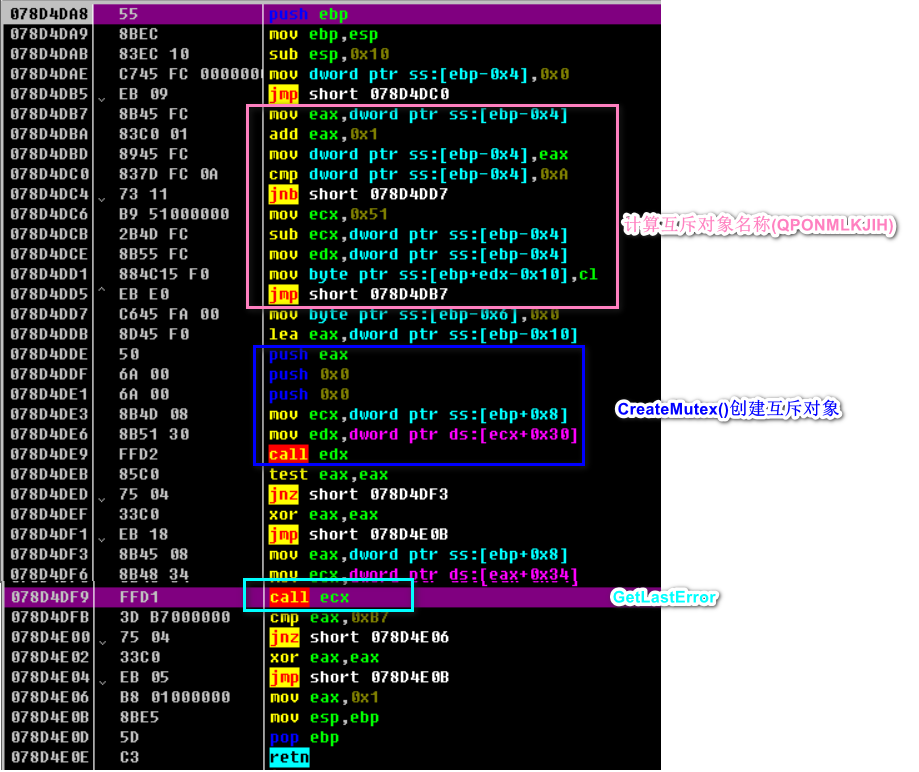 078D4DA8 55 push ebp
078D4DA9 8BEC mov ebp,esp
078D4DAB 83EC 10 sub esp,0x10
078D4DAE C745 FC 0000000 mov dword ptr ss:[ebp-0x4],0x0
078D4DB5 EB 09 jmp short 078D4DC0
078D4DB7 8B45 FC mov eax,dword ptr ss:[ebp-0x4]
078D4DBA 83C0 01 add eax,0x1
078D4DBD 8945 FC mov dword ptr ss:[ebp-0x4],eax
078D4DC0 837D FC 0A cmp dword ptr ss:[ebp-0x4],0xA
078D4DC4 73 11 jnb short 078D4DD7
078D4DC6 B9 51000000 mov ecx,0x51
计算互斥对象名称(QPONMLKJIH)
078D4DCB 2B4D FC sub ecx,dword ptr ss:[ebp-0x4]
078D4DCE 8B55 FC mov edx,dword ptr ss:[ebp-0x4]
078D4DD1 884C15 F0 mov byte ptr ss:[ebp+edx-0x10],cl
078D4DD5 EB E0 jmp short 078D4DB7
078D4DD7 C645 FA 00 mov byte ptr ss:[ebp-0x6],0x0
078D4DDB 8D45 F0 lea eax,dword ptr ss:[ebp-0x10]
078D4DDE 50 push eax
078D4DDF 6A 00 push 0x0
078D4DE1 6A 00 push 0x0
078D4DE3 8B4D 08 mov ecx,dword ptr ss:[ebp+0x8]
CreateMutex()创建互斥对象
078D4DE6 8B51 30 mov edx,dword ptr ds:[ecx+0x30]
078D4DE9 FFD2 call edx
078D4DEB 85C0 test eax,eax
078D4DED 75 04 jnz short 078D4DF3
078D4DEF 33C0 xor eax,eax
078D4DF1 EB 18 jmp short 078D4E0B
078D4DF3 8B45 08 mov eax,dword ptr ss:[ebp+0x8]
078D4DF6 8B48 34 mov ecx,dword ptr ds:[eax+0x34]
078D4DF9 FFD1 call ecx
GetLastError
078D4DFB 3D B7000000 cmp eax,0xB7
078D4E00 75 04 jnz short 078D4E06
078D4E02 33C0 xor eax,eax
078D4E04 EB 05 jmp short 078D4E0B
078D4E06 B8 01000000 mov eax,0x1
078D4E0B 8BE5 mov esp,ebp
078D4E0D 5D pop ebp
078D4E0E C3 retn